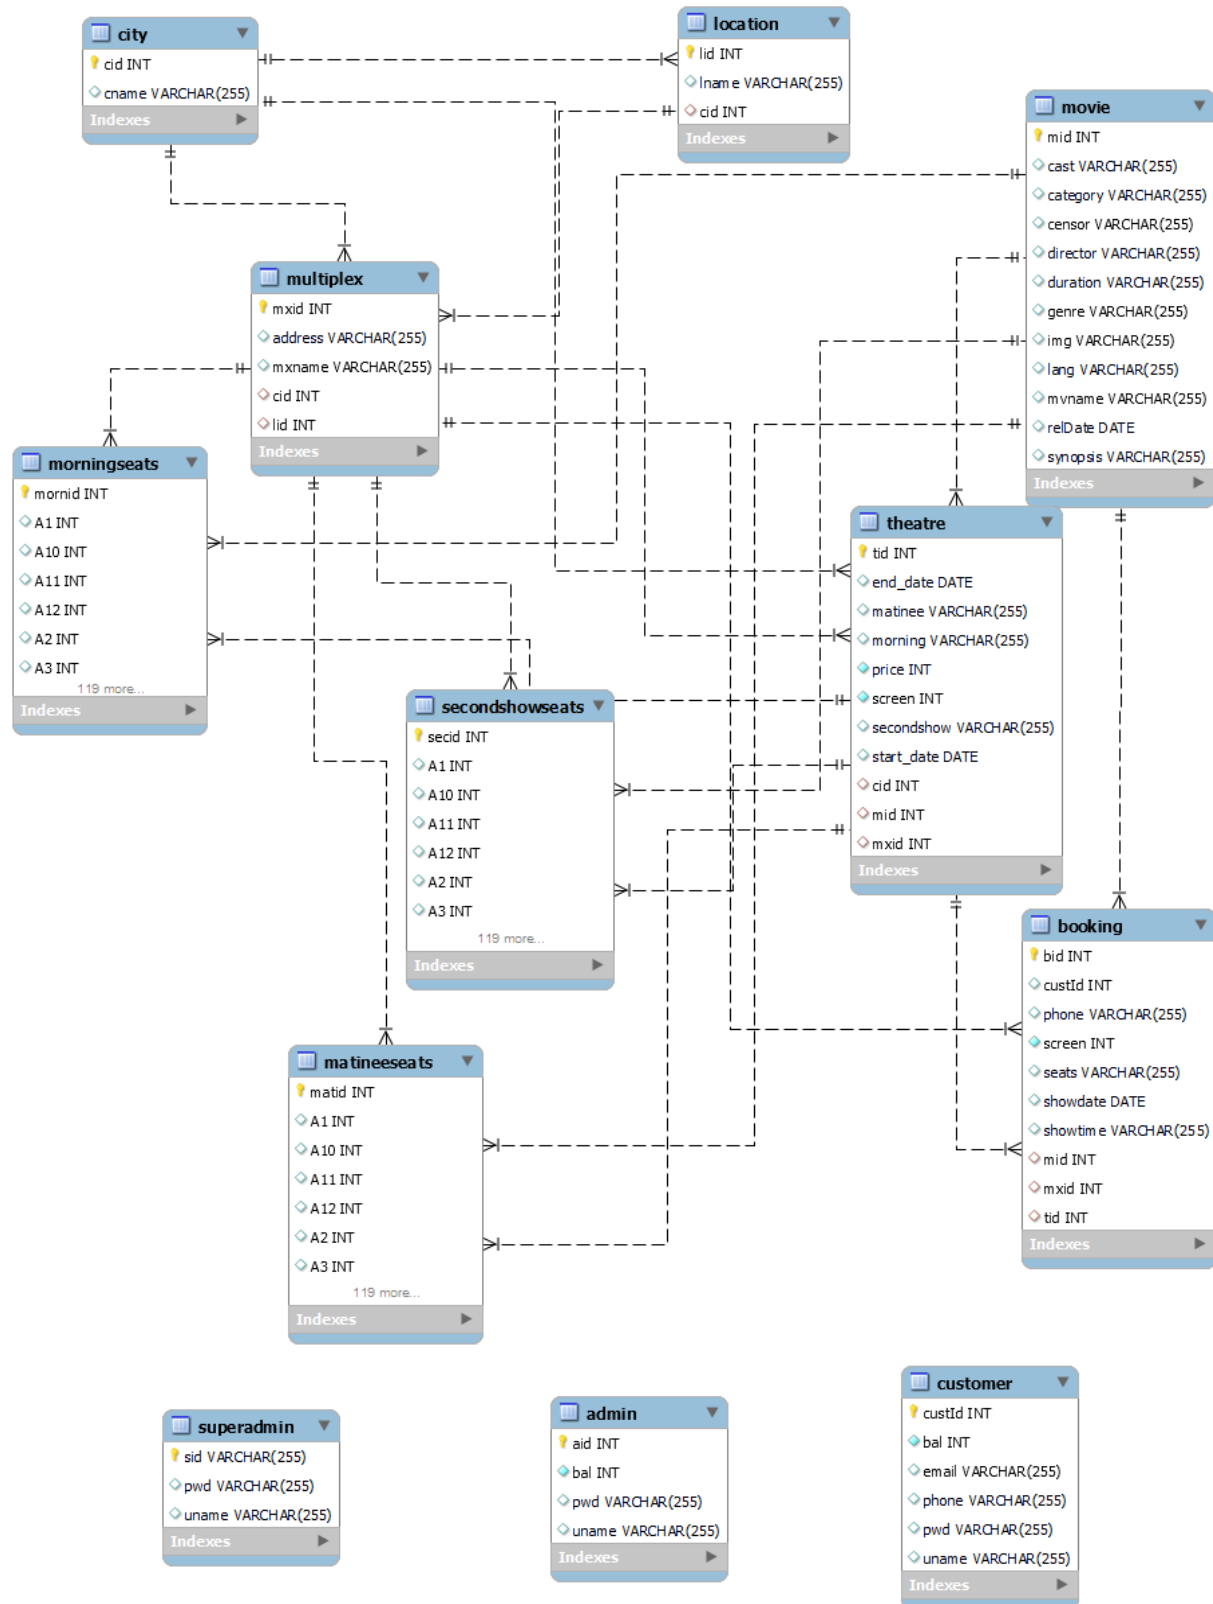 city
cid INT
cname VARCHAR(255)
Indexes
location
lid INT
lname VARCHAR(255)
cid INT
Indexes
movie
mid INT
cast VARCHAR(255)
category VARCHAR(255)
censor VARCHAR(255)
director VARCHAR(255)
duration VARCHAR(255)
genre VARCHAR(255)
img VARCHAR(255)
lang VARCHAR(255)
mvname VARCHAR(255)
relDate DATE
synopsis VARCHAR(255)
Indexes
multiplex
mxid INT
address VARCHAR(255)
mxname VARCHAR(255)
cid INT
lid INT
Indexes
morningseats
mornid INT
A1 INT
A10 INT
A11 INT
A12 INT
A2 INT
A3 INT
119 more...
Indexes
theatre
tid INT
end_date DATE
matinee VARCHAR(255)
morning VARCHAR(255)
price INT
screen INT
secondshow VARCHAR(255)
start_date DATE
cid INT
mid INT
mxid INT
Indexes
secondshowseats
secid INT
A1 INT
A10 INT
A11 INT
A12 INT
A2 INT
A3 INT
119 more...
Indexes
booking
bid INT
custId INT
phone VARCHAR(255)
screen INT
seats VARCHAR(255)
showdate DATE
showtime VARCHAR(255)
mid INT
mxid INT
tid INT
Indexes
matineeseats
matid INT
A1 INT
A10 INT
A11 INT
A12 INT
A2 INT
A3 INT
119 more...
Indexes
superadmin
sid VARCHAR(255)
pwd VARCHAR(255)
uname VARCHAR(255)
Indexes
admin
aid INT
bal INT
pwd VARCHAR(255)
uname VARCHAR(255)
Indexes
customer
custId INT
bal INT
email VARCHAR(255)
phone VARCHAR(255)
pwd VARCHAR(255)
uname VARCHAR(255)
Indexes